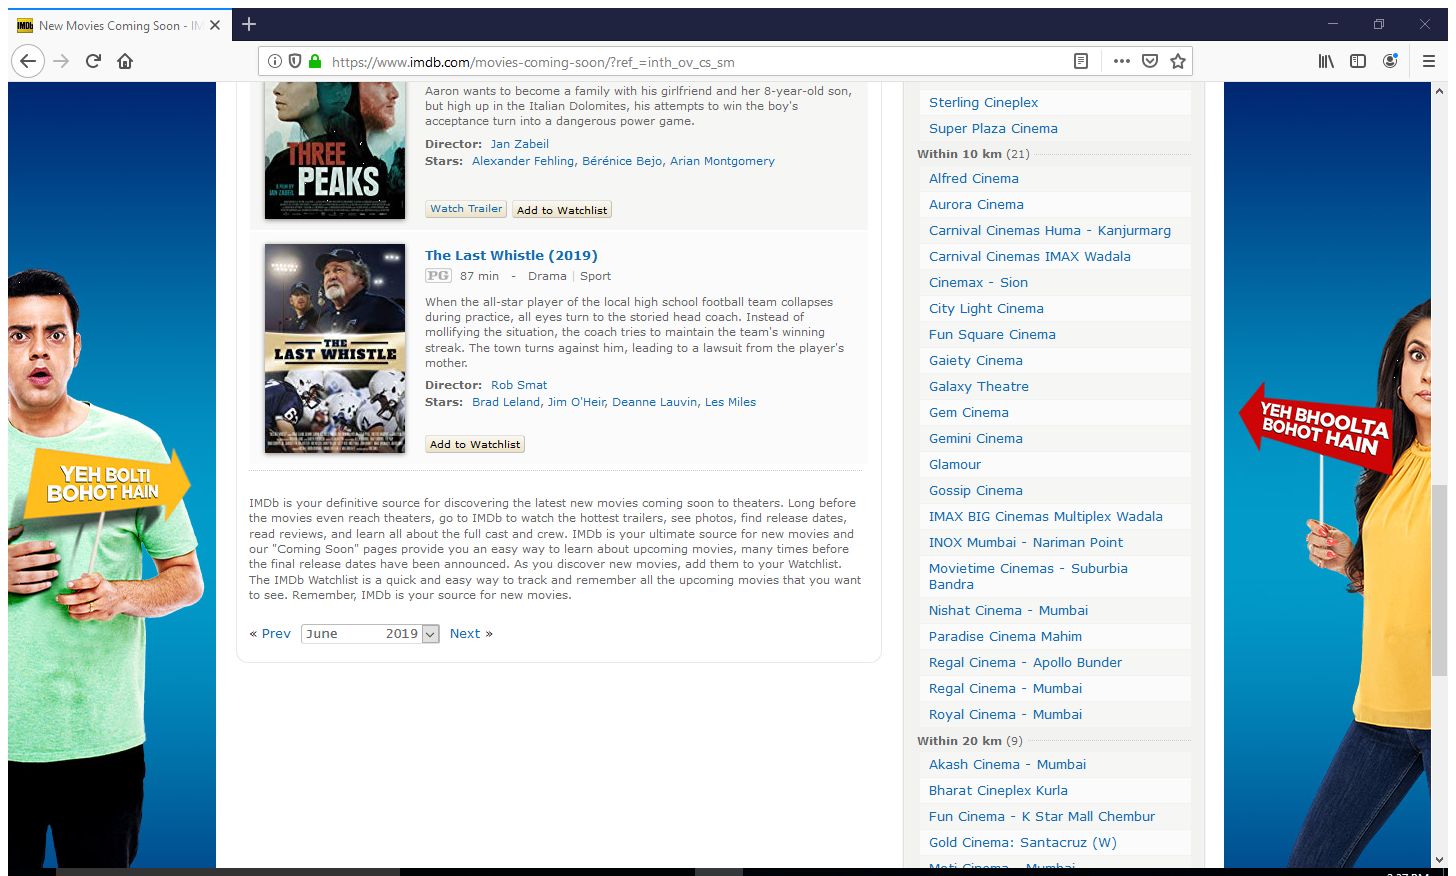 New Movies Coming Soon - IM
https://www.imdb.com/movies-coming-soon/?ref_=inth_ov_cs_sm
THREE
PEAKS
A FILM BY
JAN ZABEIL
Aaron wants to become a family with his girlfriend and her 8-year-old son,
but high up in the Italian Dolomites, his attempts to win the boy's
acceptance turn into a dangerous power game.
Director: Jan Zabeil
Stars: Alexander Fehling, Bérénice Bejo, Arian Montgomery
Watch Trailer Add to Watchlist
THE
LAST WHISTLE
The Last Whistle (2019)
PG 87 min - Drama | Sport
When the all-star player of the local high school football team collapses
during practice, all eyes turn to the storied head coach. Instead of
mollifying the situation, the coach tries to maintain the team's winning
streak. The town turns against him, leading to a lawsuit from the player's
mother.
Director: Rob Smat
Stars: Brad Leland, Jim O'Heir, Deanne Lauvin, Les Miles
Add to Watchlist
IMDb is your definitive source for discovering the latest new movies coming soon to theaters. Long before
the movies even reach theaters, go to IMDb to watch the hottest trailers, see photos, find release dates,
read reviews, and learn all about the full cast and crew. IMDb is your ultimate source for new movies and
our "Coming Soon" pages provide you an easy way to learn about upcoming movies, many times before
the final release dates have been announced. As you discover new movies, add them to your Watchlist.
The IMDb Watchlist is a quick and easy way to track and remember all the upcoming movies that you want
to see. Remember, IMDb is your source for new movies.
« Prev June 2019 Next »
Sterling Cineplex
Super Plaza Cinema
Within 10 km (21)
Alfred Cinema
Aurora Cinema
Carnival Cinemas Huma - Kanjurmarg
Carnival Cinemas IMAX Wadala
Cinemax - Sion
City Light Cinema
Fun Square Cinema
Gaiety Cinema
Galaxy Theatre
Gem Cinema
Gemini Cinema
Glamour
Gossip Cinema
IMAX BIG Cinemas Multiplex Wadala
INOX Mumbai - Nariman Point
Movietime Cinemas - Suburbia
Bandra
Nishat Cinema - Mumbai
Paradise Cinema Mahim
Regal Cinema - Apollo Bunder
Regal Cinema - Mumbai
Royal Cinema - Mumbai
Within 20 km (9)
Akash Cinema - Mumbai
Bharat Cineplex Kurla
Fun Cinema - K Star Mall Chembur
Gold Cinema: Santacruz (W)
Moti Cinema - Mumbai
YEH BOLTI
BOHOT HAIN
YEH BHOOLTA
BOHOT HAIN